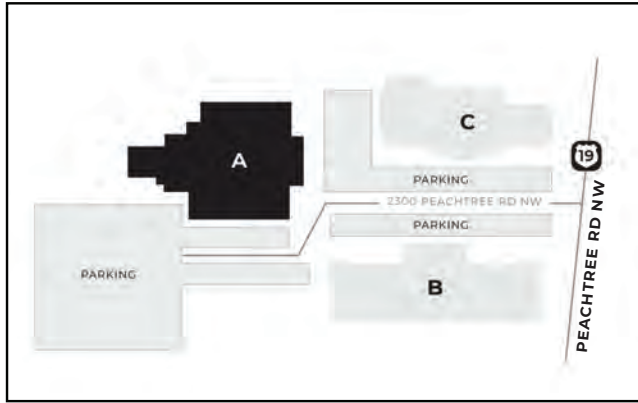 C
A
19
PARKING
2300 PEACHTREE RD NW
PARKING
PEACHTREE RD NW
PARKING
B